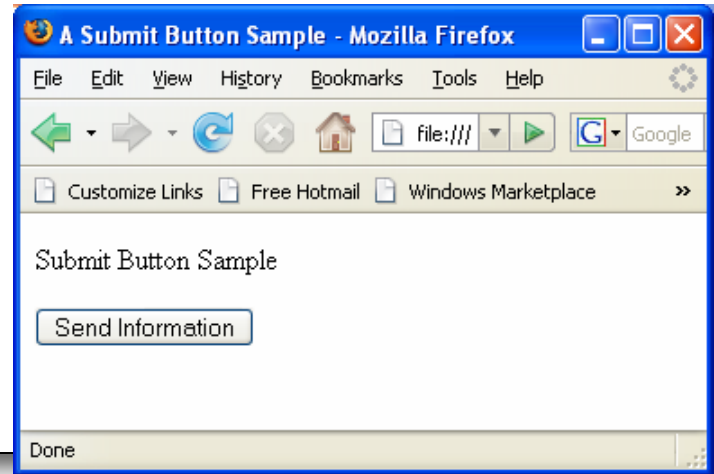 A Submit Button Sample - Mozilla Firefox
File Edit View History Bookmarks Tools Help
file:/// G Google
Customize Links Free Hotmail Windows Marketplace »
Submit Button Sample
Send Information
Done